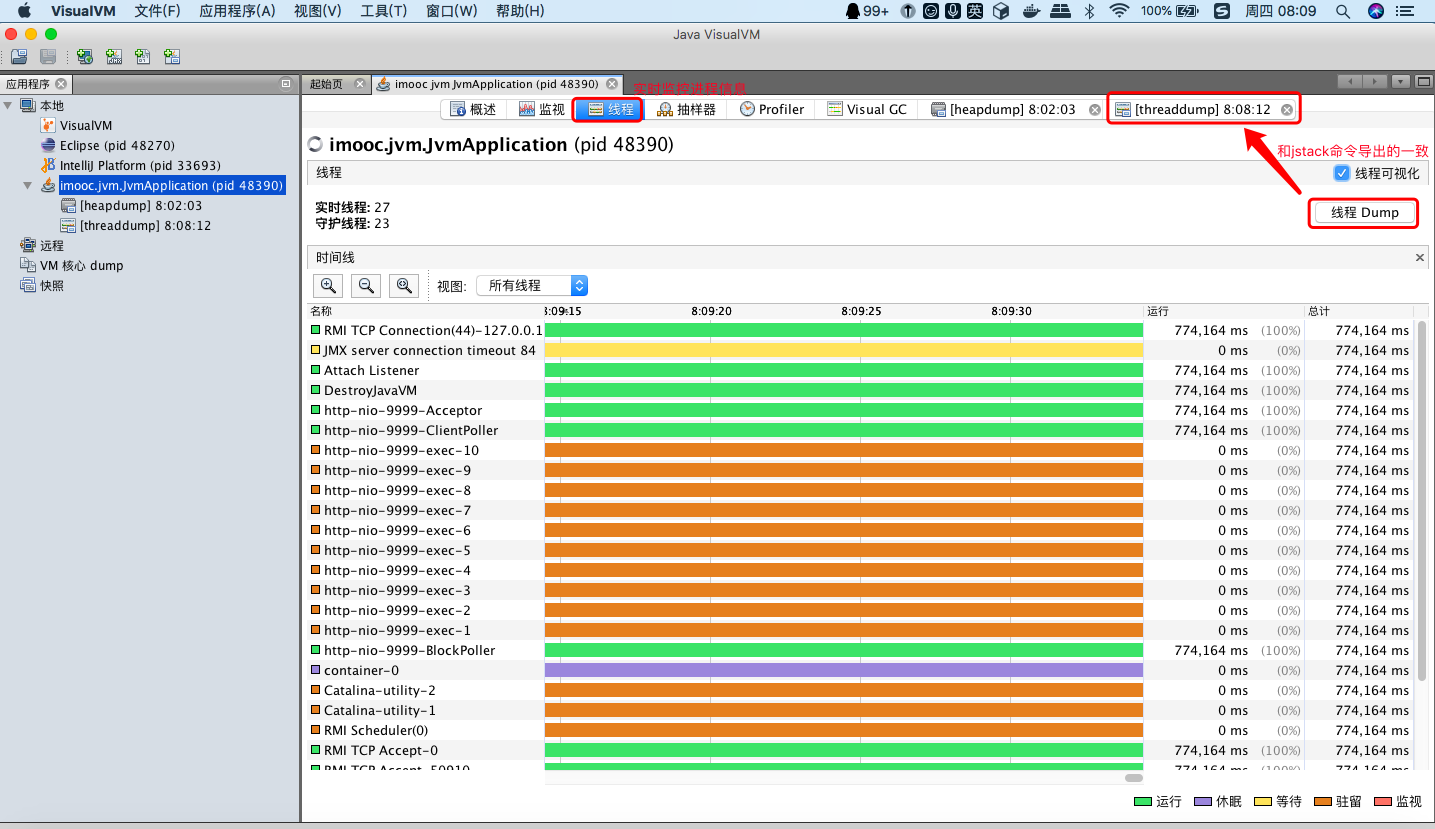 VisualVM 文件(F) 应用程序(A) 视图(V) 工具(T) 窗口(W) 帮助(H) 99+ 英 100% 周四 08:09
Java VisualVM
应用程序
起始页 imooc jvm JvmApplication (pid 48390)
实时监控进程信息
本地
VisualVM
Eclipse (pid 48270)
IntelliJ Platform (pid 33693)
imooc.jvm.JvmApplication (pid 48390)
[heapdump] 8:02:03
[threaddump] 8:08:12
远程
VM 核心 dump
快照
概述 监视 线程 抽样器 Profiler Visual GC [heapdump] 8:02:03 [threaddump] 8:08:12
imooc.jvm.JvmApplication (pid 48390)
和jstack命令导出的一致
线程 线程可视化
实时线程: 27
守护线程: 23
线程 Dump
时间线
视图: 所有线程
名称 8:09:15 8:09:20 8:09:25 8:09:30 运行 总计
RMI TCP Connection(44)-127.0.0.1 774,164 ms (100%) 774,164 ms
JMX server connection timeout 84 0 ms (0%) 774,164 ms
Attach Listener 774,164 ms (100%) 774,164 ms
DestroyJavaVM 774,164 ms (100%) 774,164 ms
http-nio-9999-Acceptor 774,164 ms (100%) 774,164 ms
http-nio-9999-ClientPoller 774,164 ms (100%) 774,164 ms
http-nio-9999-exec-10 0 ms (0%) 774,164 ms
http-nio-9999-exec-9 0 ms (0%) 774,164 ms
http-nio-9999-exec-8 0 ms (0%) 774,164 ms
http-nio-9999-exec-7 0 ms (0%) 774,164 ms
http-nio-9999-exec-6 0 ms (0%) 774,164 ms
http-nio-9999-exec-5 0 ms (0%) 774,164 ms
http-nio-9999-exec-4 0 ms (0%) 774,164 ms
http-nio-9999-exec-3 0 ms (0%) 774,164 ms
http-nio-9999-exec-2 0 ms (0%) 774,164 ms
http-nio-9999-exec-1 0 ms (0%) 774,164 ms
http-nio-9999-BlockPoller 774,164 ms (100%) 774,164 ms
container-0 0 ms (0%) 774,164 ms
Catalina-utility-2 0 ms (0%) 774,164 ms
Catalina-utility-1 0 ms (0%) 774,164 ms
RMI Scheduler(0) 0 ms (0%) 774,164 ms
RMI TCP Accept-0 774,164 ms (100%) 774,164 ms
RMI TCP Accept-50910 774,164 ms (100%) 774,164 ms
运行 休眠 等待 驻留 监视